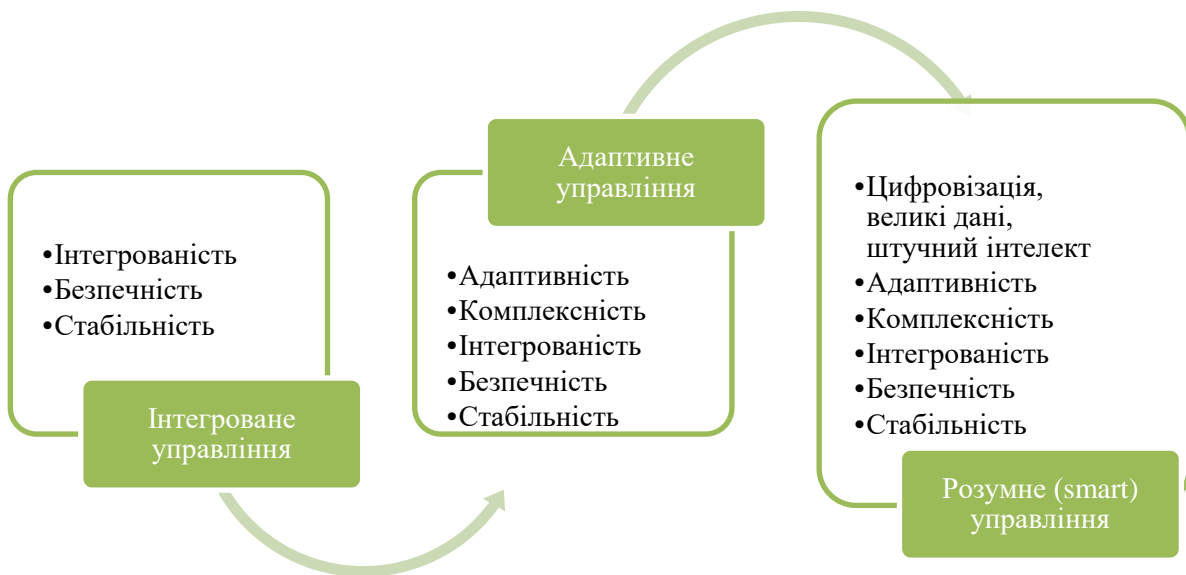 •Інтегрованість
•Безпечність
•Стабільність
Інтегроване
управління
Адаптивне
управління
•Адаптивність
•Комплексність
•Інтегрованість
•Безпечність
•Стабільність
•Цифровізація,
великі дані,
штучний інтелект
•Адаптивність
•Комплексність
•Інтегрованість
•Безпечність
•Стабільність
Розумне (smart)
управління